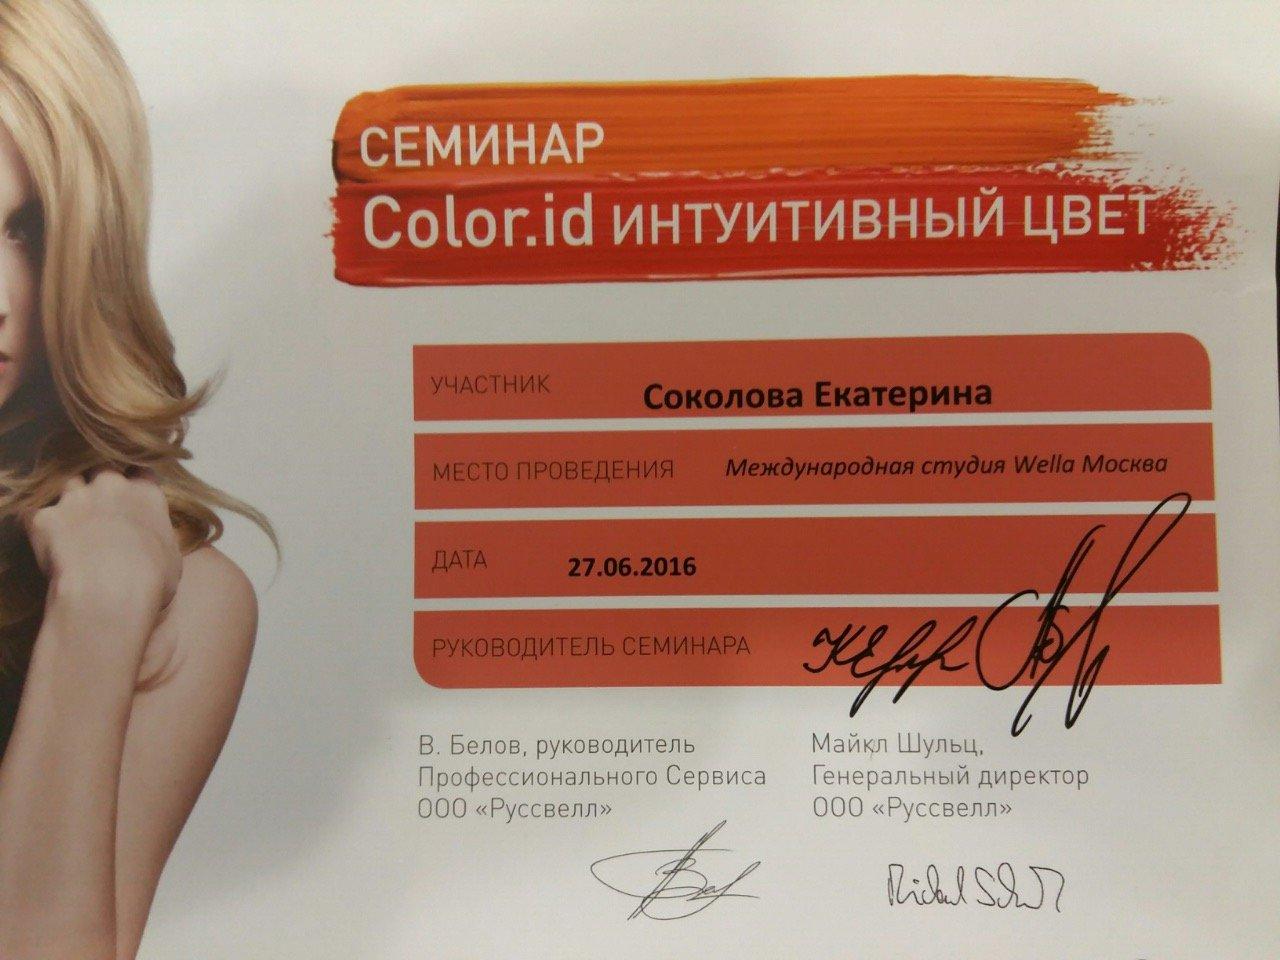 СЕМИНАР
Color.id ИНТУИТИВНЫЙ ЦВЕТ
УЧАСТНИК Соколова Екатерина
МЕСТО ПРОВЕДЕНИЯ Международная студия Wella Москва
ДАТА 27.06.2016
РУКОВОДИТЕЛЬ СЕМИНАРА
В. Белов, руководитель
Профессионального Сервиса
ООО «Руссвелл»
Майкл Шульц,
Генеральный директор
ООО «Руссвелл»